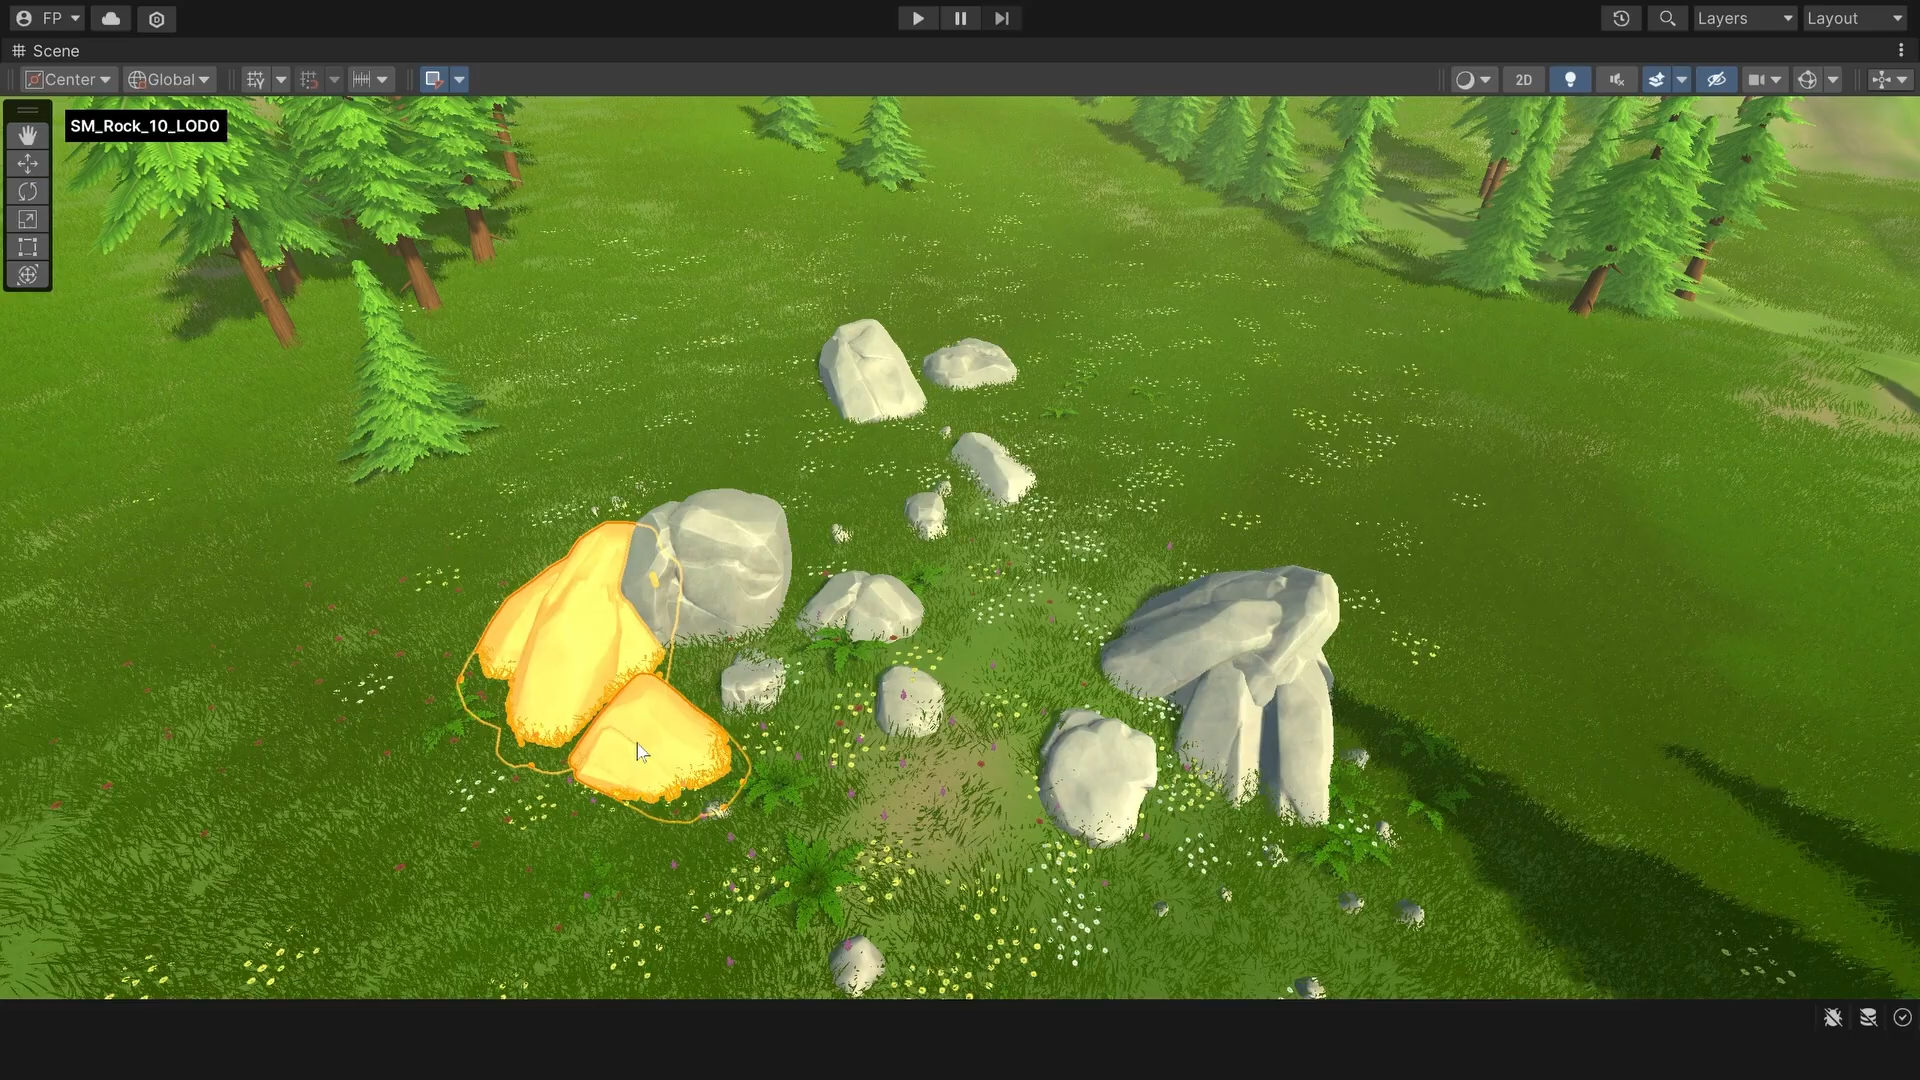 FP
Layers
Layout
Scene
Center
Global
2D
SM_Rock_10_LOD0